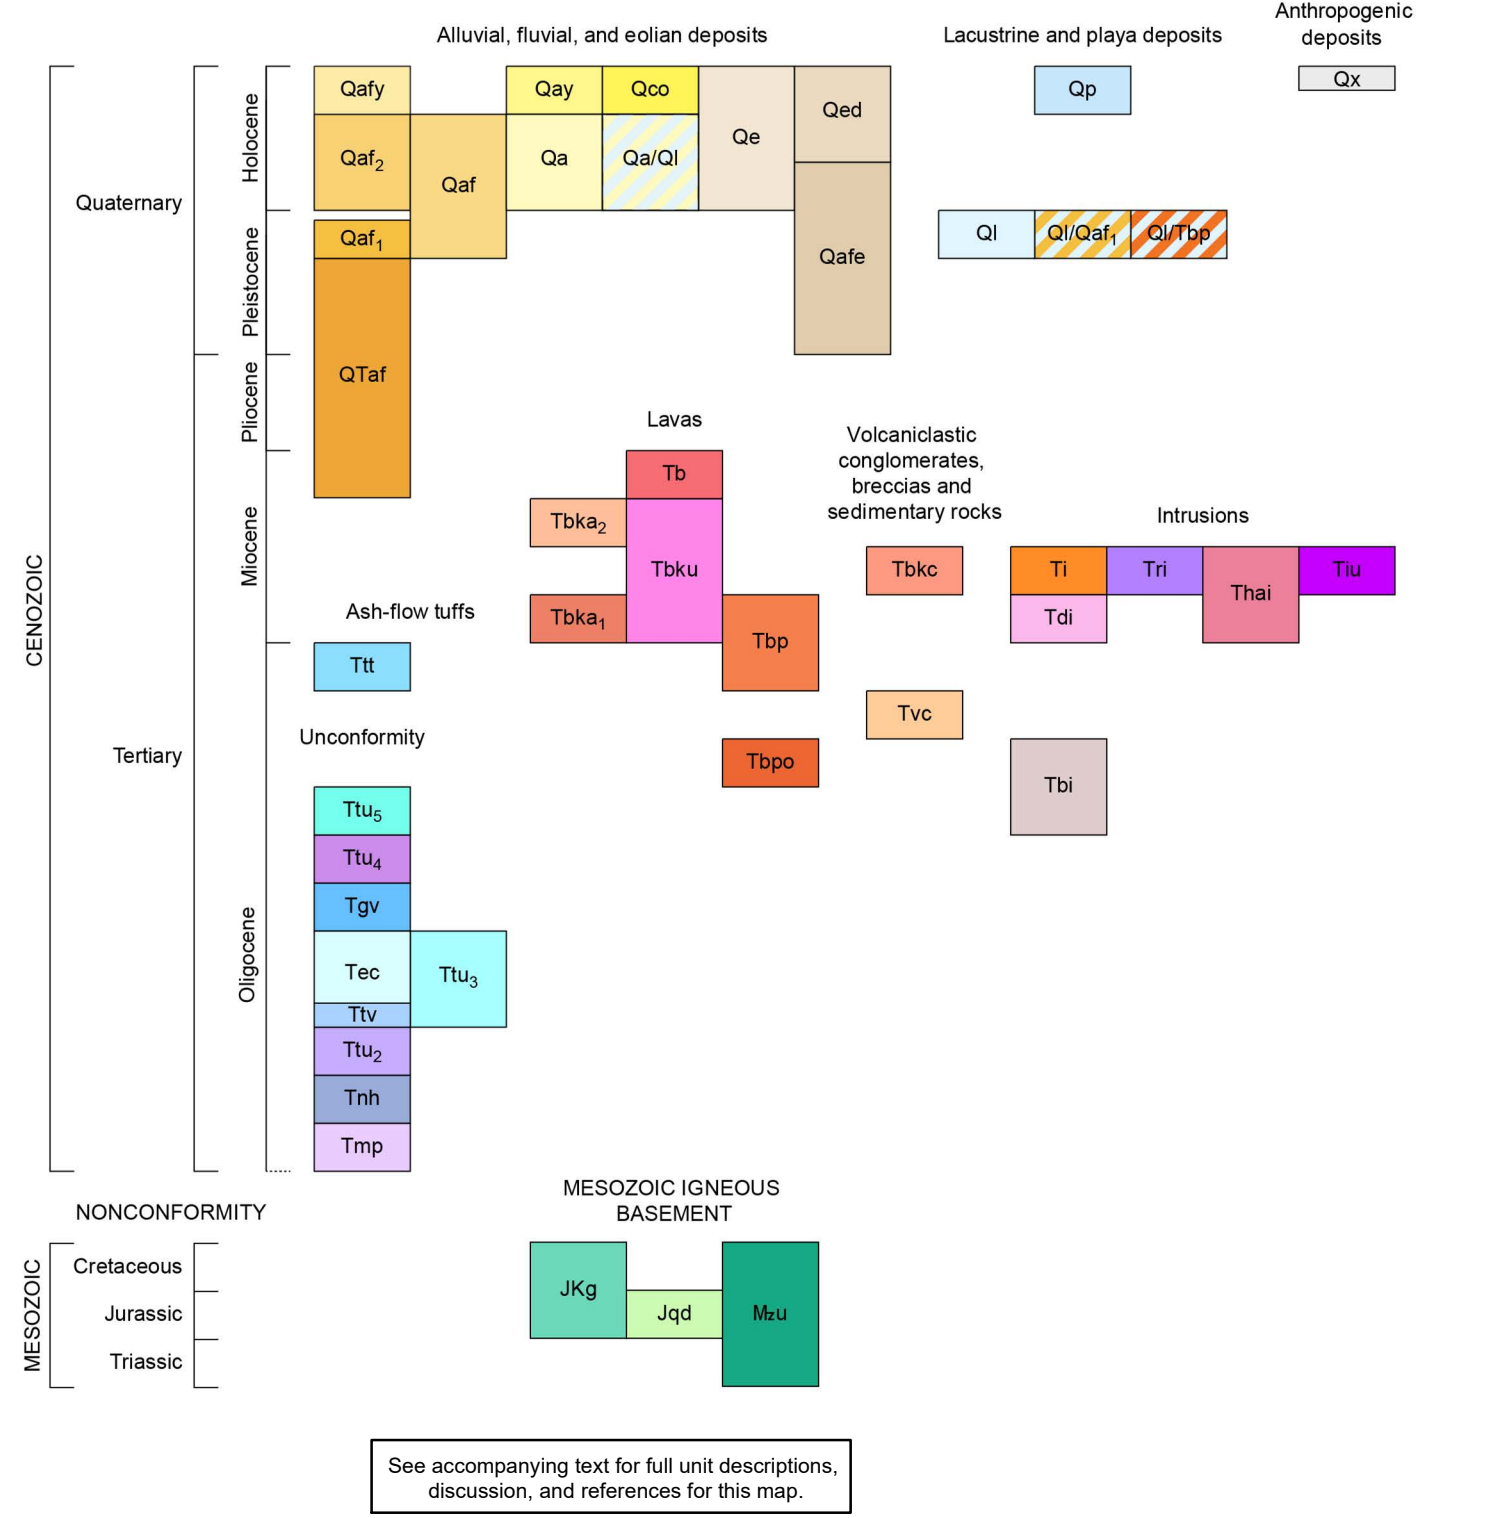 Alluvial, fluvial, and eolian deposits
Lacustrine and playa deposits
Anthropogenic
deposits
CENOZOIC
Quaternary
Tertiary
Holocene
Pleistocene
Pliocene
Miocene
Oligocene
Qafy
Qay
Qco
Qe
Qed
Qp
Qx
Qaf2
Qaf
Qa
Qa/Ql
Qaf1
Qafe
Ql
Ql/Qaf1
Ql/Tbp
QTaf
Lavas
Tb
Tbka2
Tbku
Tbka1
Tbp
Tbpo
Volcaniclastic
conglomerates,
breccias and
sedimentary rocks
Tbkc
Tvc
Intrusions
Ti
Tri
Thai
Tiu
Tdi
Tbi
Ash-flow tuffs
Ttt
Unconformity
Ttu5
Ttu4
Tgv
Tec
Ttu3
Ttv
Ttu2
Tnh
Tmp
NONCONFORMITY
MESOZOIC IGNEOUS
BASEMENT
MESOZOIC
Cretaceous
Jurassic
Triassic
JKg
Jqd
Mzu
See accompanying text for full unit descriptions,
discussion, and references for this map.